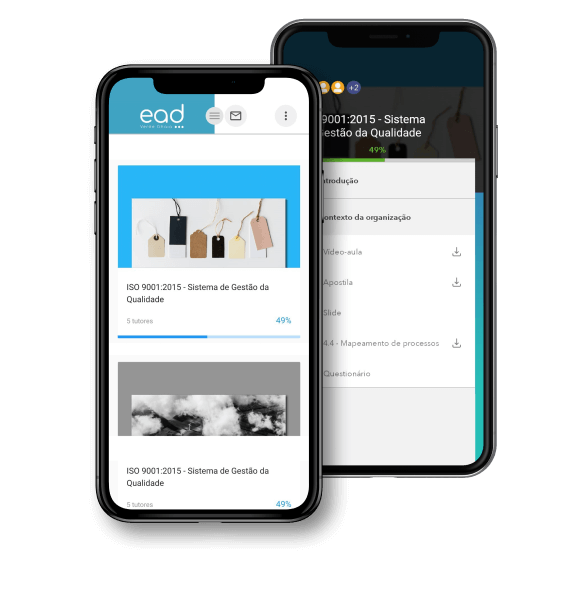 ead
ISO 9001:2015 - Sistema de Gestão da
Qualidade
5 tutores
49%
ISO 9001:2015 - Sistema de Gestão da
Qualidade
5 tutores
49%
+2
9001:2015 - Sistema
estão da Qualidade
49%
trodução
ontexto da organização
Vídeo-aula
Apostila
Slide
4.4 - Mapeamento de processos
Questionário